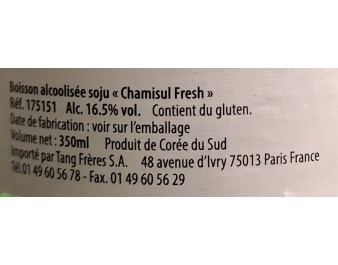 Boisson alcoolisée soju « Chamisul Fresh »
Réf. 175151 Alc. 16.5% vol. Contient du gluten.
Date de fabrication : voir sur l'emballage
Volume net : 350ml Produit de Corée du Sud
Importé par Tang Frères S.A. 48 avenue d'Ivry 75013 Paris France
Tél. 01 49 60 56 78 - Fax. 01 49 60 56 29